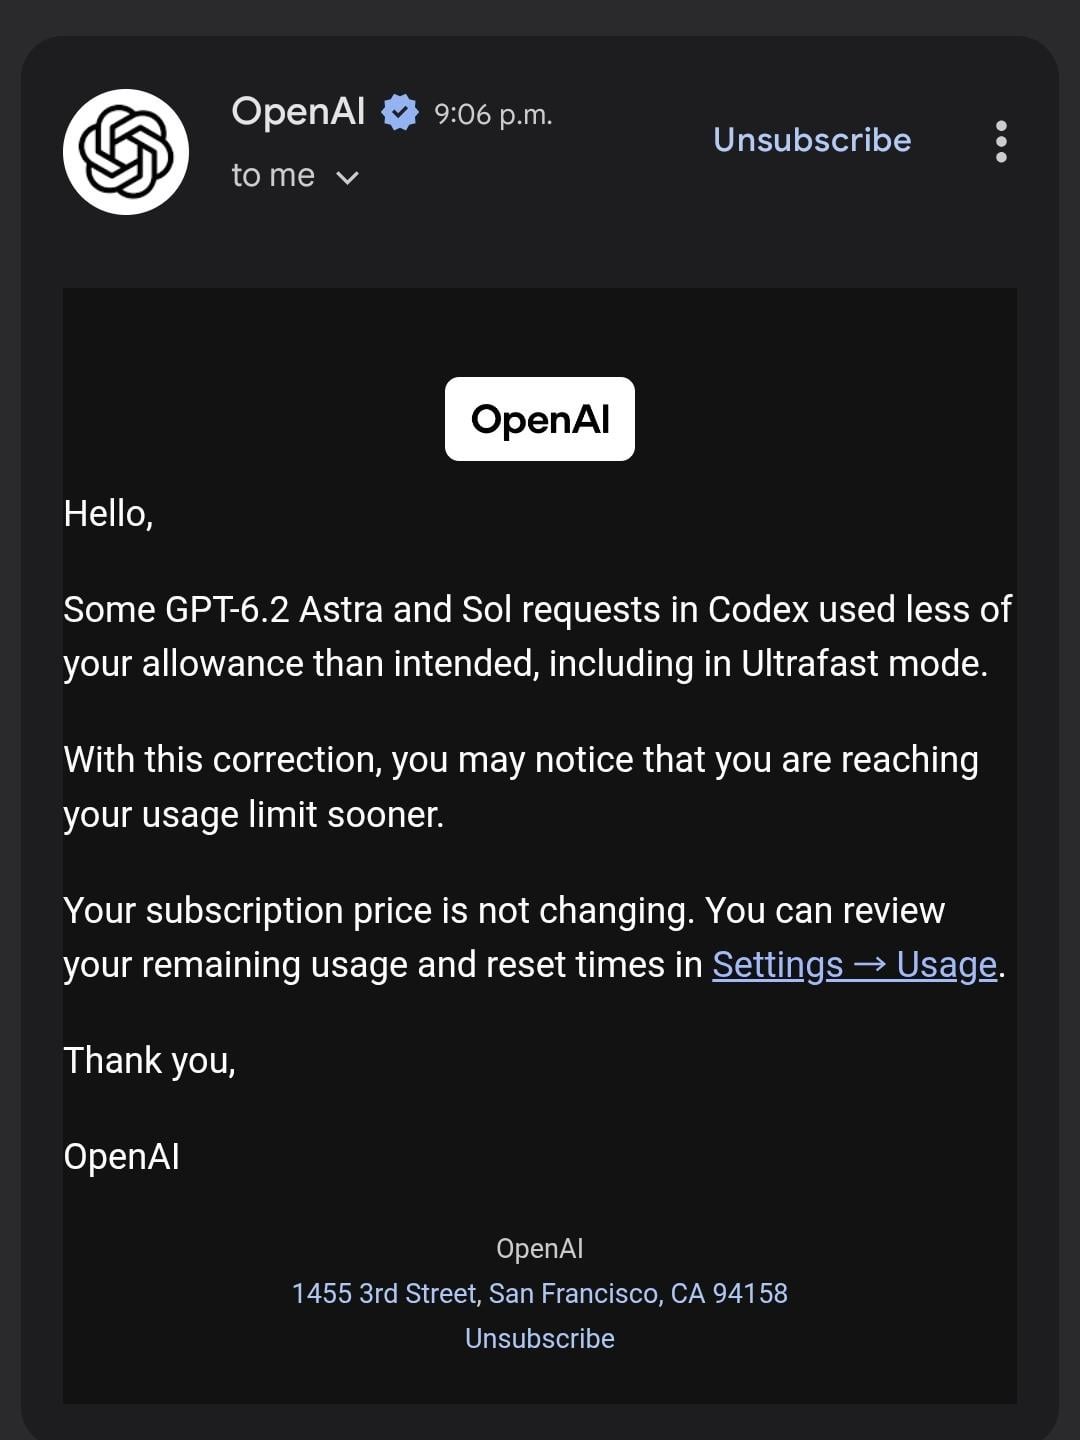 OpenAI 9:06 p.m.
to me
Unsubscribe
OpenAI
Hello,
Some GPT-6.2 Astra and Sol requests in Codex used less of
your allowance than intended, including in Ultrafast mode.
With this correction, you may notice that you are reaching
your usage limit sooner.
Your subscription price is not changing. You can review
your remaining usage and reset times in Settings → Usage.
Thank you,
OpenAI
OpenAI
1455 3rd Street, San Francisco, CA 94158
Unsubscribe